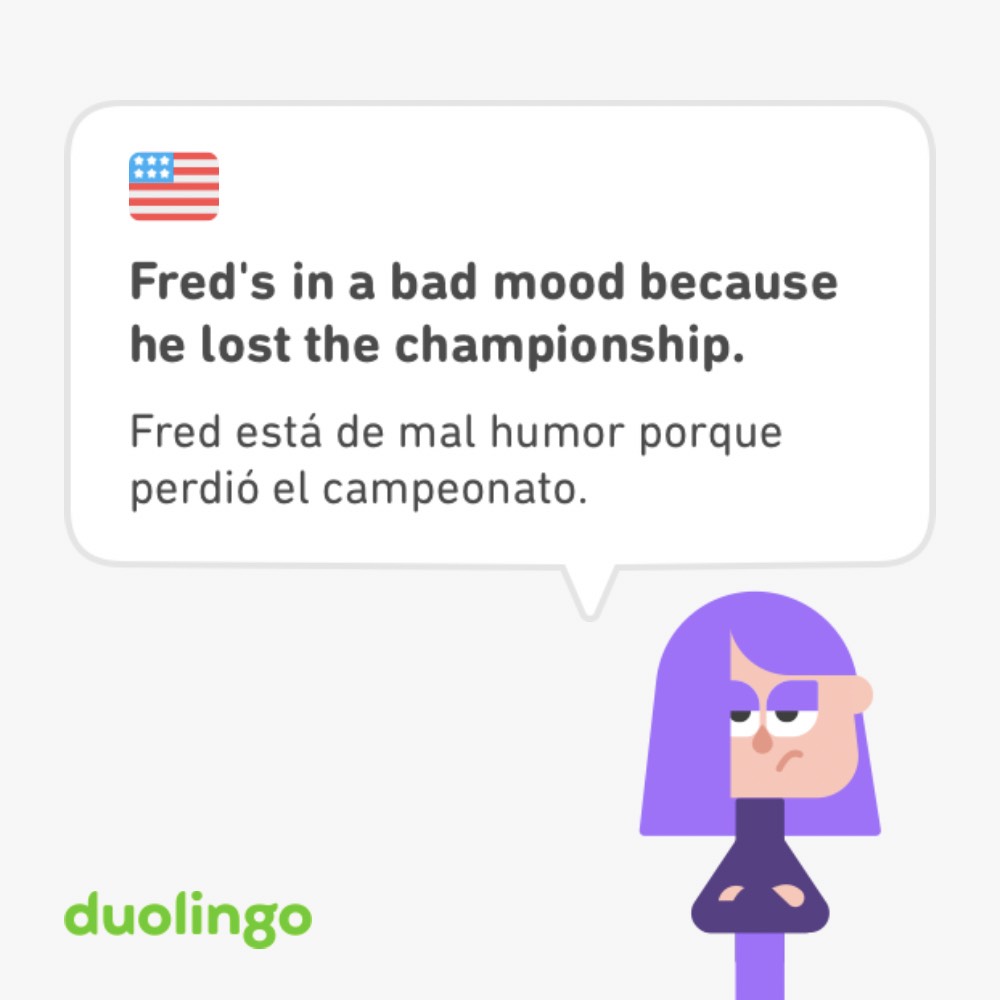 Fred's in a bad mood because
he lost the championship.
Fred está de mal humor porque
perdió el campeonato.
duolingo